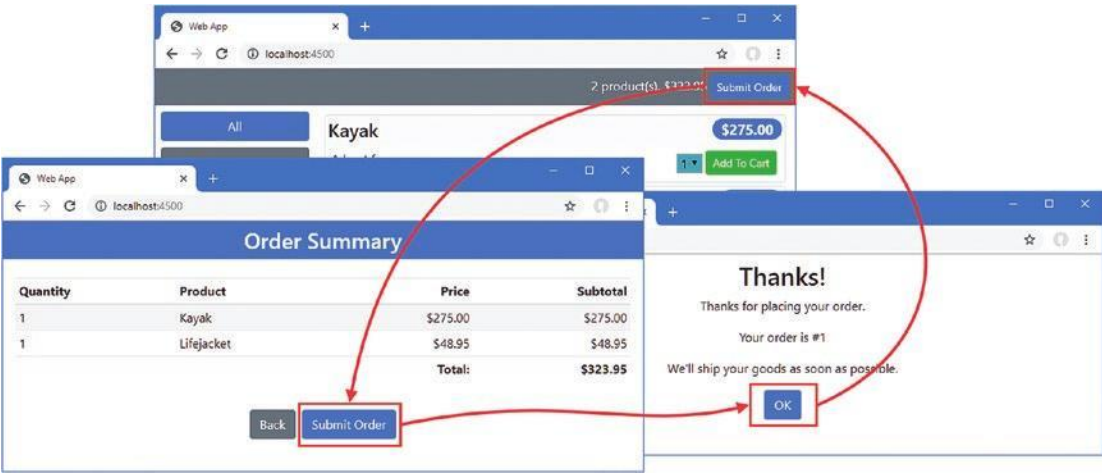 Web App
localhost:4500
2 product(s), $323.95 Submit Order
All
Kayak $275.00
1 Add To Cart
Web App
localhost:4500
Order Summary
Quantity Product Price Subtotal
1 Kayak $275.00 $275.00
1 Lifejacket $48.95 $48.95
Total: $323.95
Back Submit Order
Thanks!
Thanks for placing your order.
Your order is #1
We'll ship your goods as soon as possible.
OK